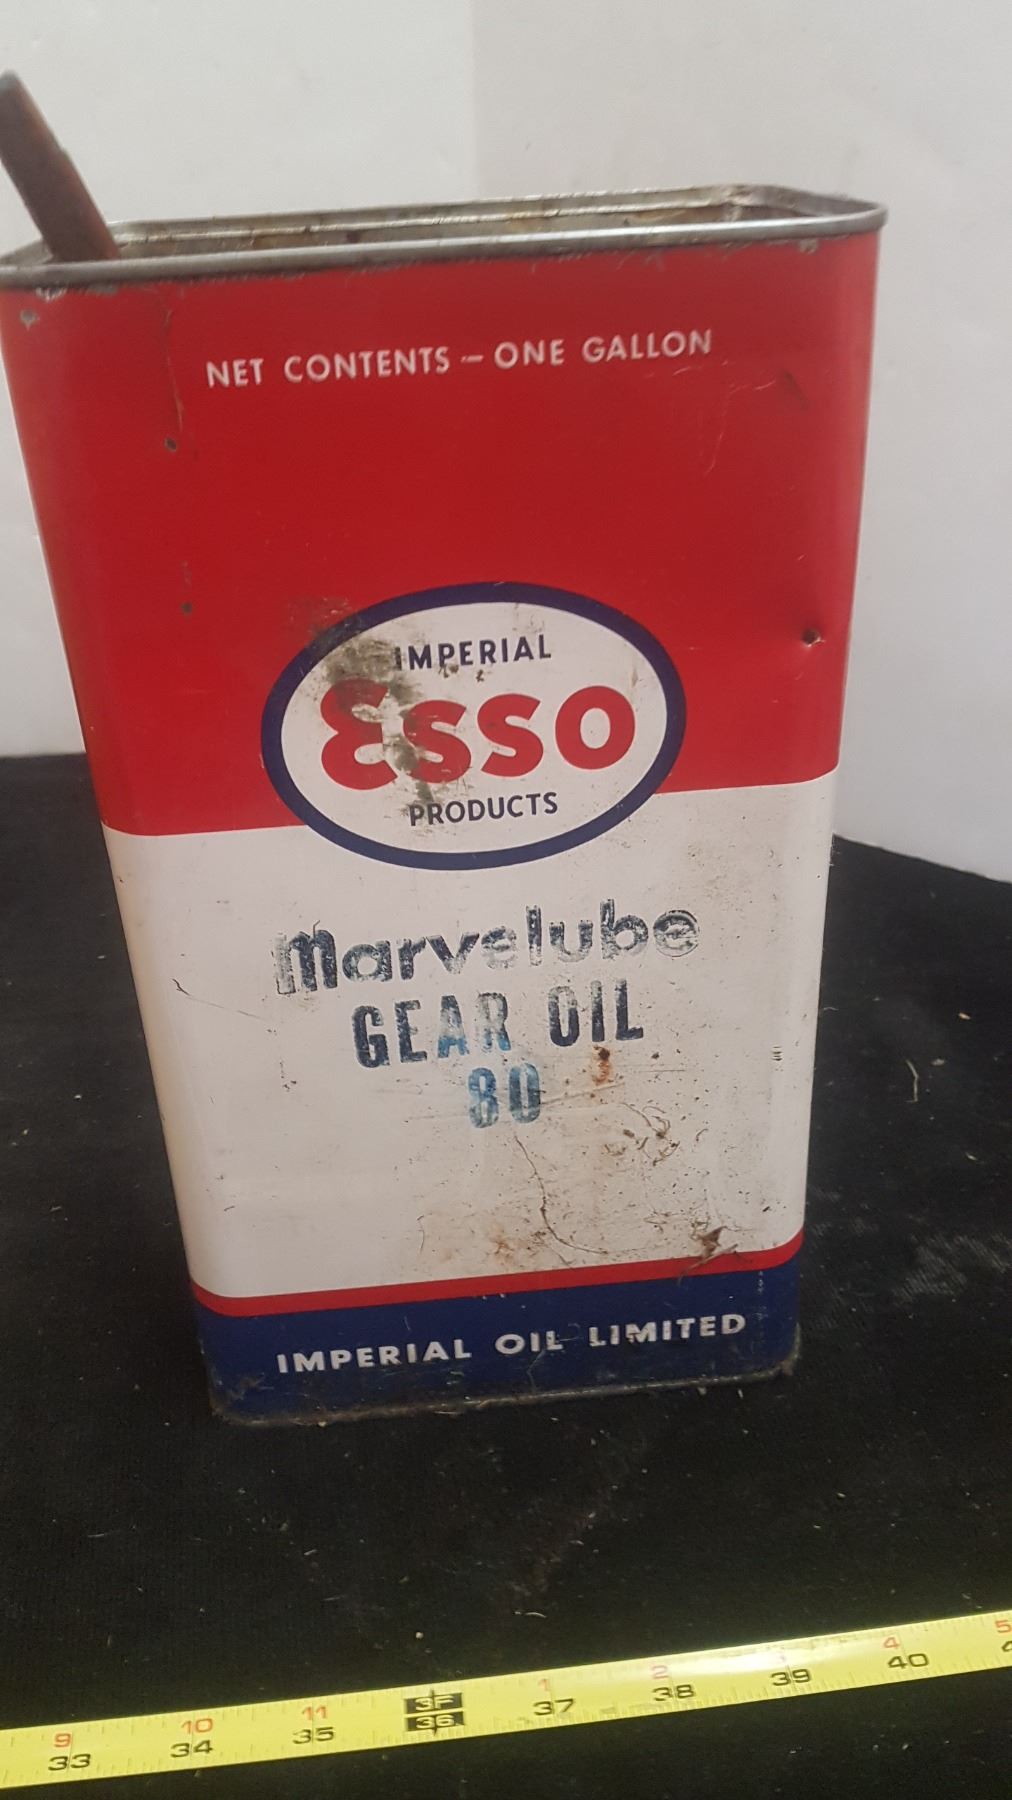 NET CONTENTS - ONE GALLON
IMPERIAL
Esso
PRODUCTS
Marvelube
GEAR OIL
80
IMPERIAL OIL LIMITED
9 10 11 3F 1 2 3 4 5
33 34 35 36 37 38 39 40